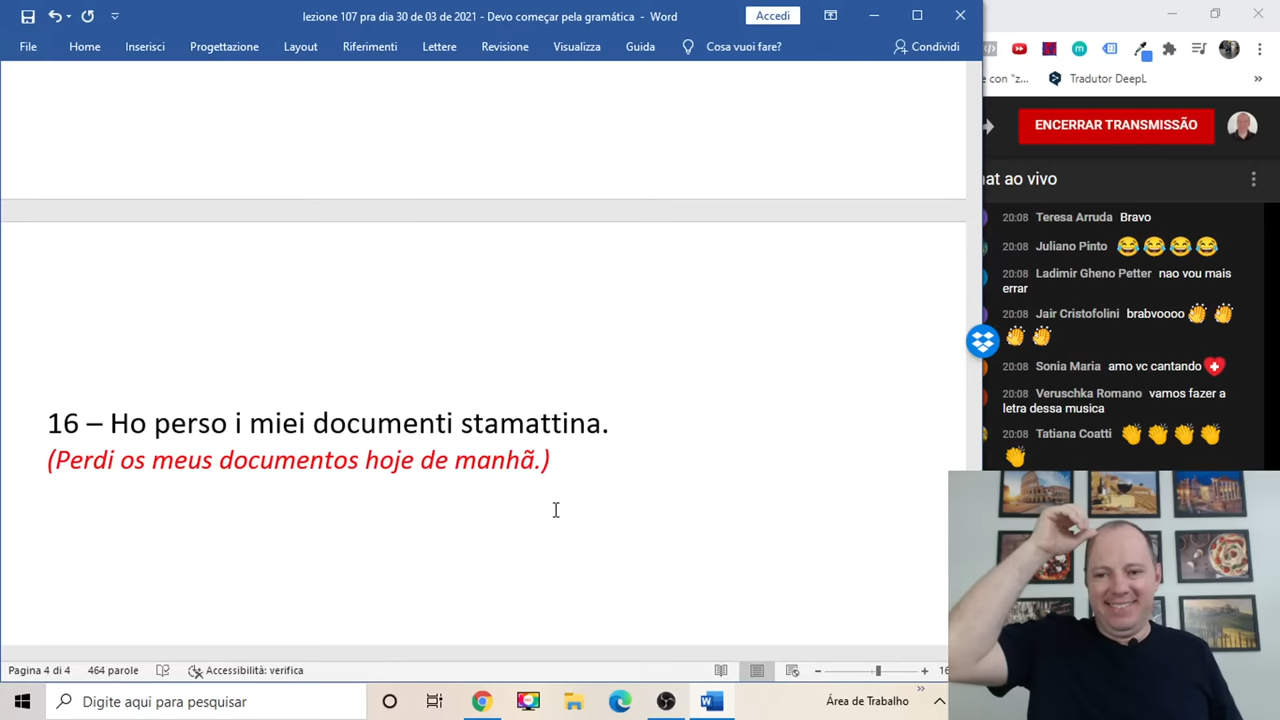 lezione 107 pra dia 30 de 03 de 2021 - Devo começar pela gramática - Word
Accedi
File Home Inserisci Progettazione Layout Riferimenti Lettere Revisione Visualizza Guida Cosa vuoi fare? Condividi
e con "z... Tradutor DeepL »
ENCERRAR TRANSMISSÃO
hat ao vivo
20:08 Teresa Arruda Bravo
20:08 Juliano Pinto 😂😂😂😂
20:08 Ladimir Gheno Petter nao vou mais
errar
20:08 Jair Cristofolini brabvoooo 👏👏
👏👏
20:08 Sonia Maria amo vc cantando
20:08 Veruschka Romano vamos fazer a
letra dessa musica
20:08 Tatiana Coatti 👏👏👏👏
👏
16 – Ho perso i miei documenti stamattina.
(Perdi os meus documentos hoje de manhã.)
Pagina 4 di 4 464 parole Accessibilità: verifica 16
Digite aqui para pesquisar Área de Trabalho »